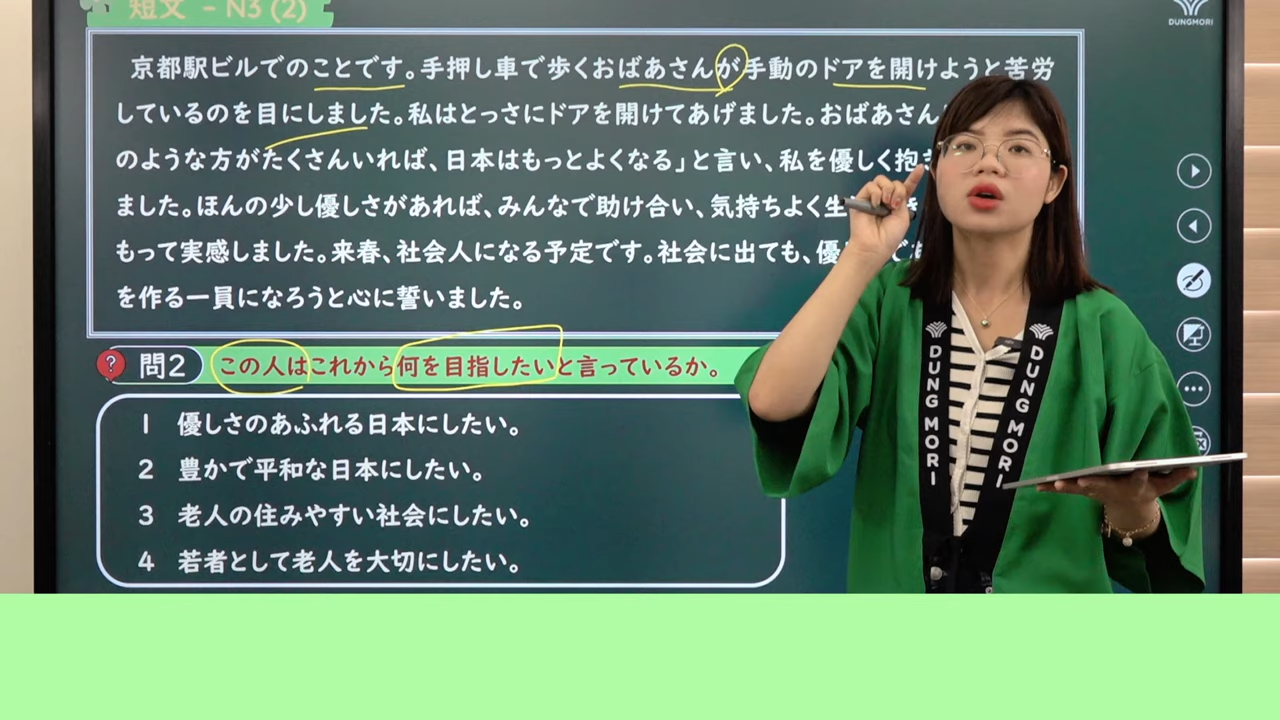 短文 - N3 (2)
DUNGMORI
京都駅ビルでのことです。手押し車で歩くおばあさんが手動のドアを開けようと苦労
しているのを目にしました。私はとっさにドアを開けてあげました。おばあさん
のような方がたくさんいれば、日本はもっとよくなる」と言い、私を優しく抱
ました。ほんの少し優しさがあれば、みんなで助け合い、気持ちよく生
もって実感しました。来春、社会人になる予定です。社会に出ても、優
を作る一員になろうと心に誓いました。
? 問2 この人はこれから何を目指したいと言っているか。
1 優しさのあふれる日本にしたい。
2 豊かで平和な日本にしたい。
3 老人の住みやすい社会にしたい。
4 若者として老人を大切にしたい。
DUNG MORI
DUNG MORI